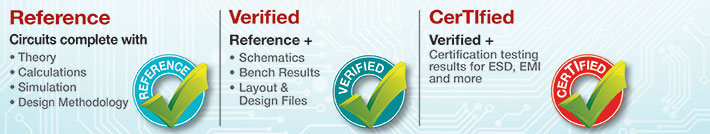 Reference
Circuits complete with
• Theory
• Calculations
• Simulation
• Design Methodology
REFERENCE
Verified
Reference +
• Schematics
• Bench Results
• Layout &
Design Files
VERIFIED
CerTIfied
Verified +
Certification testing
results for ESD, EMI
and more
CERTIFIED